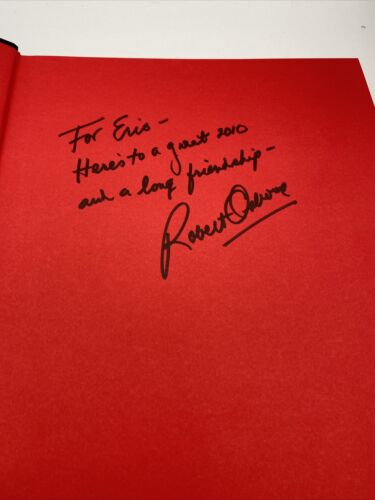 For Eric –
Here's to a great 2010
and a long friendship –
Robert Osborne